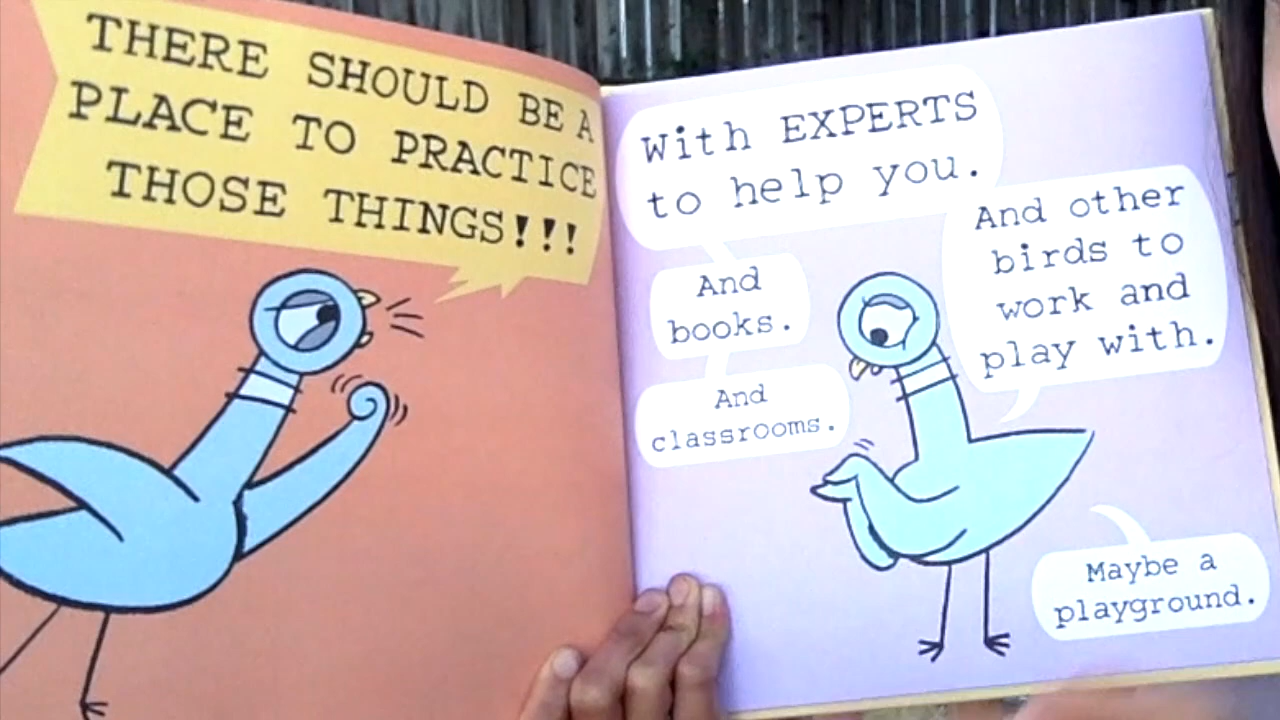 THERE SHOULD BE A
PLACE TO PRACTICE
THOSE THINGS!!!
With EXPERTS
to help you.
And
books.
And
classrooms.
And other
birds to
work and
play with.
Maybe a
playground.